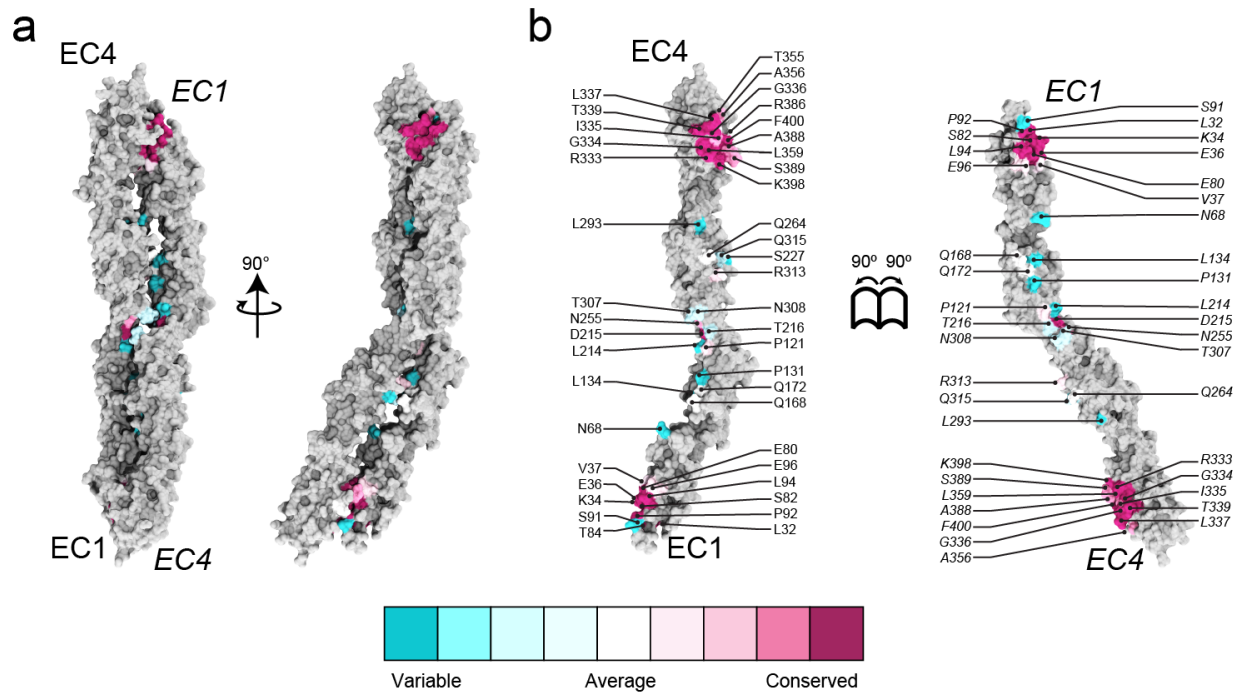 a
EC4
EC1
90º
EC1
EC4
b
EC4
T355
A356
G336
R386
F400
A388
L359
S389
K398
L337
T339
I335
G334
R333
L293
Q264
Q315
S227
R313
T307
N255
D215
L214
N308
T216
P121
P131
Q172
Q168
L134
N68
E80
E96
L94
S82
P92
L32
V37
E36
K34
S91
T84
EC1
90º 90º
EC1
S91
L32
K34
E36
E80
V37
N68
P92
S82
L94
E96
Q168
Q172
L134
P131
P121
T216
N308
L214
D215
N255
T307
R313
Q315
L293
Q264
K398
S389
L359
A388
F400
G336
A356
R333
G334
I335
T339
L337
EC4
Variable Average Conserved